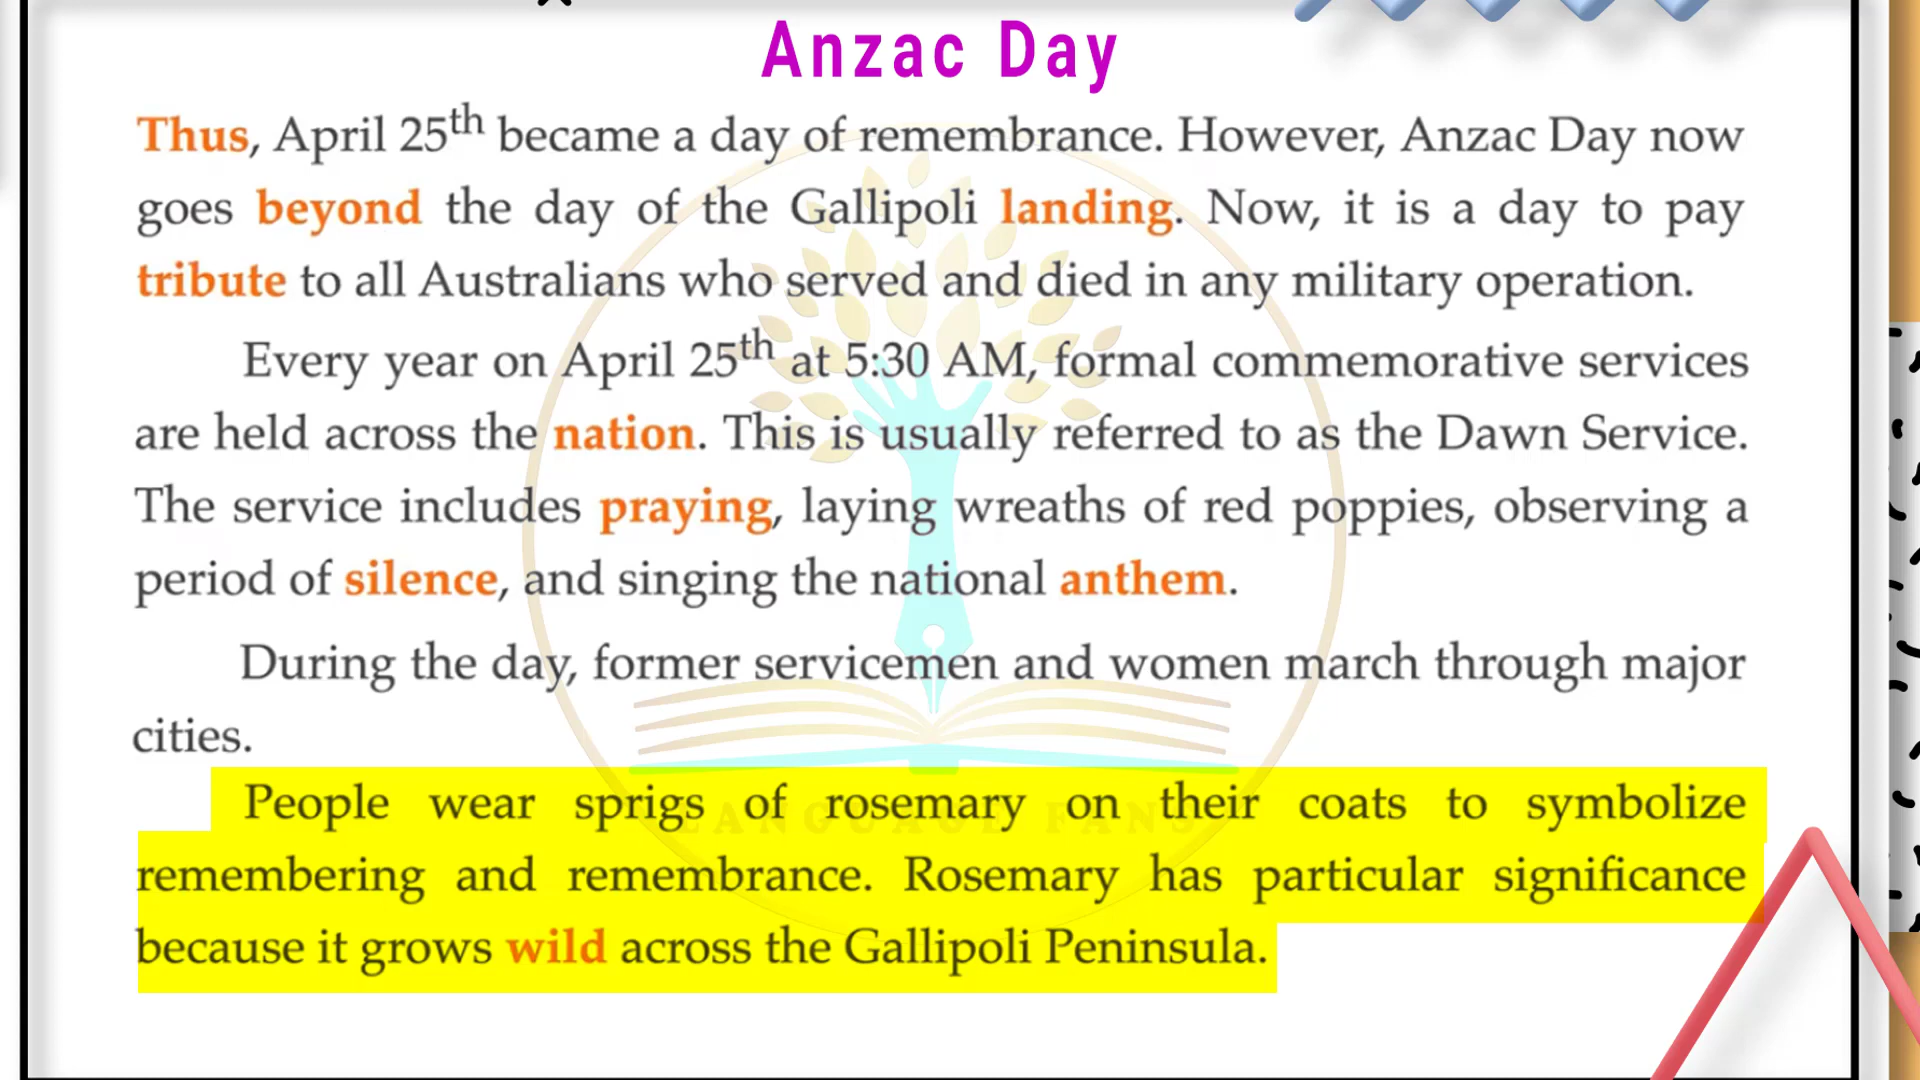 Anzac Day
Thus, April 25th became a day of remembrance. However, Anzac Day now
goes beyond the day of the Gallipoli landing. Now, it is a day to pay
tribute to all Australians who served and died in any military operation.
Every year on April 25th at 5:30 AM, formal commemorative services
are held across the nation. This is usually referred to as the Dawn Service.
The service includes praying, laying wreaths of red poppies, observing a
period of silence, and singing the national anthem.
During the day, former servicemen and women march through major
cities.
People wear sprigs of rosemary on their coats to symbolize
LANGUAGE FANS
remembering and remembrance. Rosemary has particular significance
because it grows wild across the Gallipoli Peninsula.